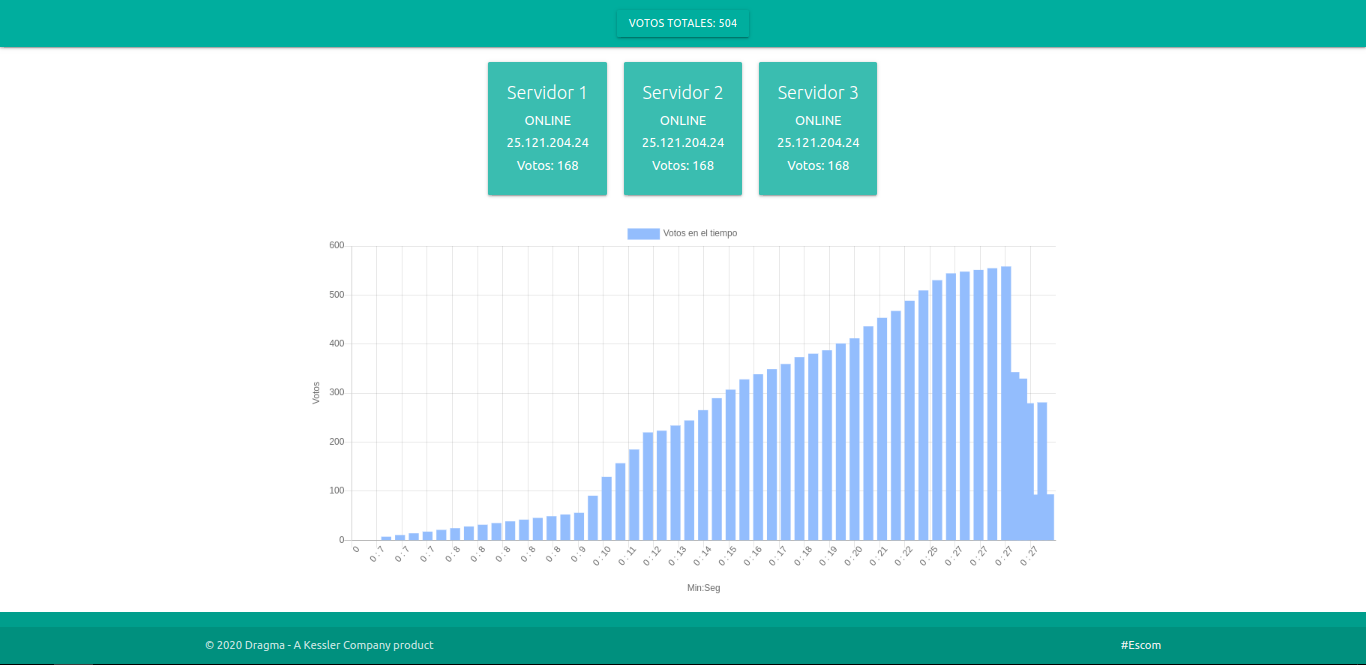 VOTOS TOTALES: 504
Servidor 1
ONLINE
25.121.204.24
Votos: 168
Servidor 2
ONLINE
25.121.204.24
Votos: 168
Servidor 3
ONLINE
25.121.204.24
Votos: 168
Votos en el tiempo
600
500
400
300
200
100
0
Votos
0
0 : 7
0 : 7
0 : 7
0 : 8
0 : 8
0 : 8
0 : 8
0 : 8
0 : 9
0 : 10
0 : 11
0 : 12
0 : 13
0 : 14
0 : 15
0 : 16
0 : 17
0 : 18
0 : 19
0 : 20
0 : 21
0 : 22
0 : 25
0 : 27
0 : 27
0 : 27
0 : 27
Min:Seg
© 2020 Dragma - A Kessler Company product
#Escom